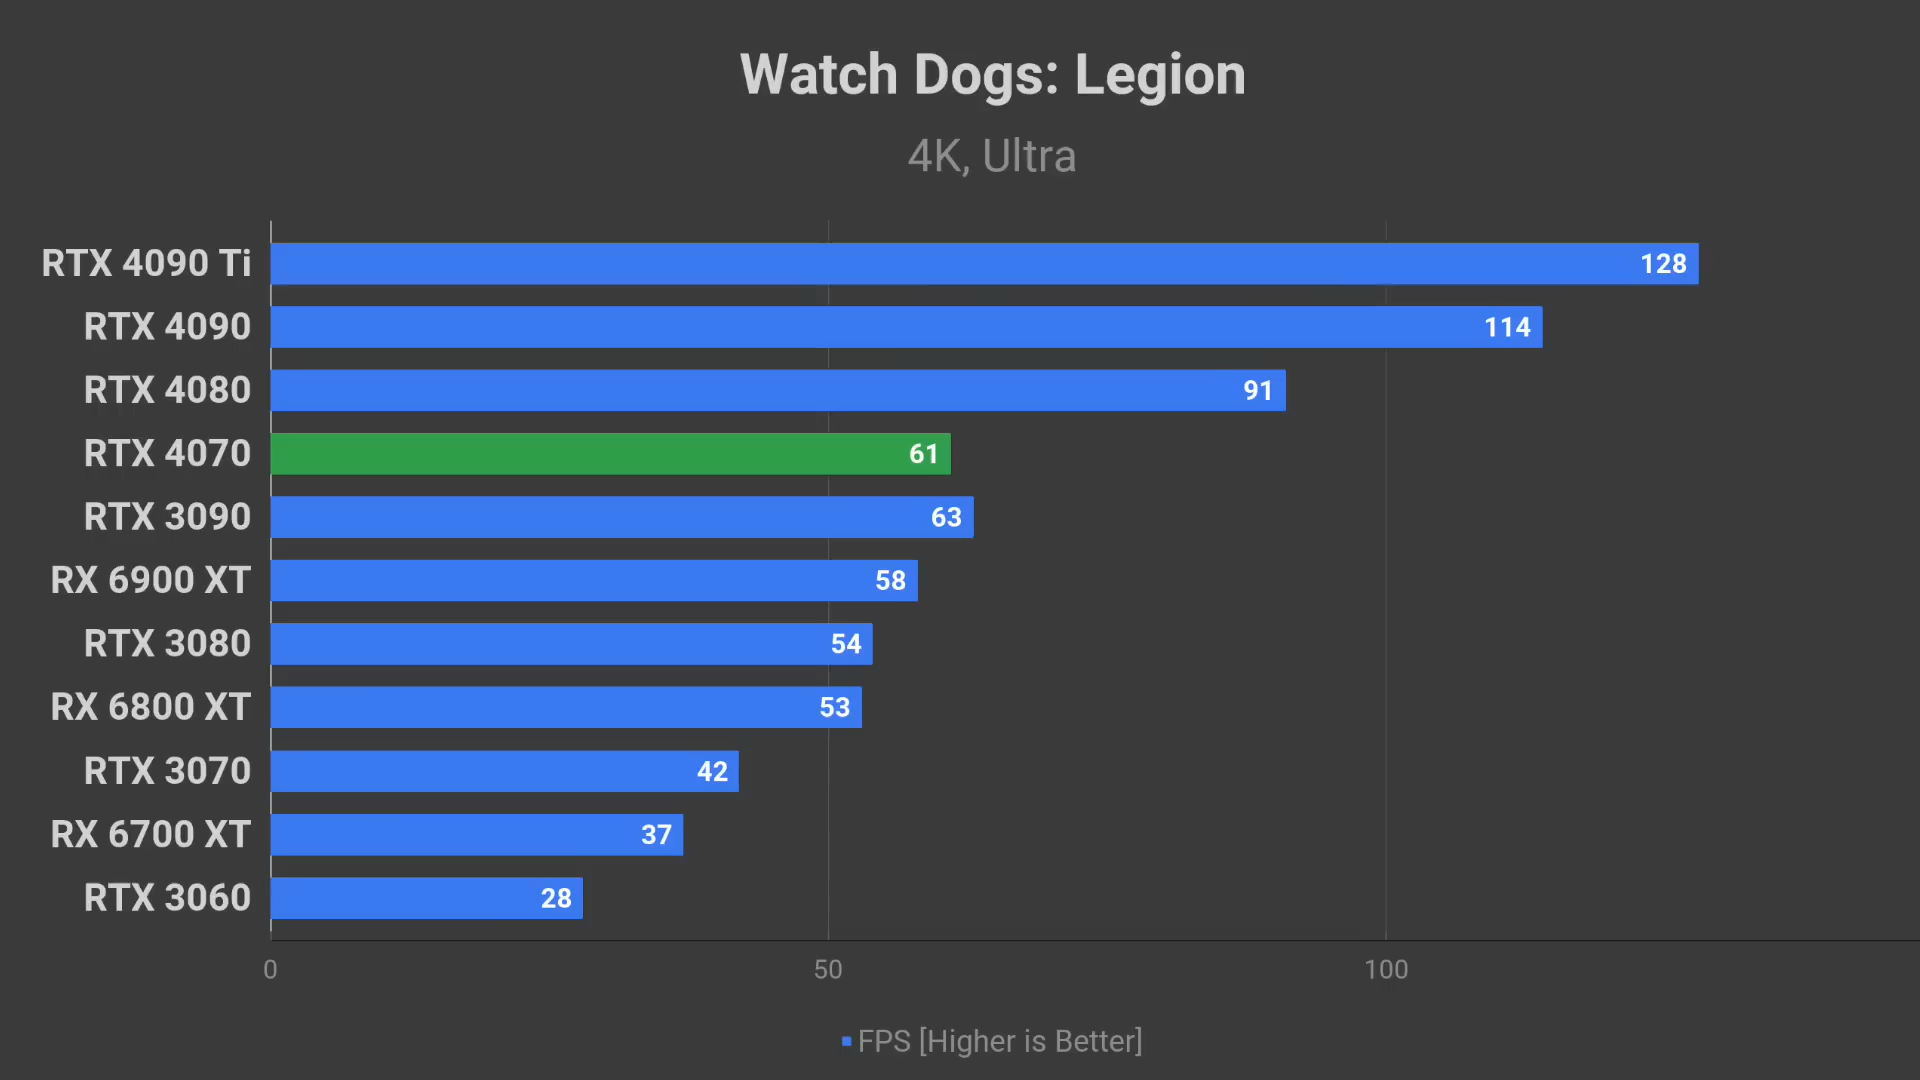 Watch Dogs: Legion
4K, Ultra
RTX 4090 Ti 128
RTX 4090 114
RTX 4080 91
RTX 4070 61
RTX 3090 63
RX 6900 XT 58
RTX 3080 54
RX 6800 XT 53
RTX 3070 42
RX 6700 XT 37
RTX 3060 28
0 50 100
FPS [Higher is Better]